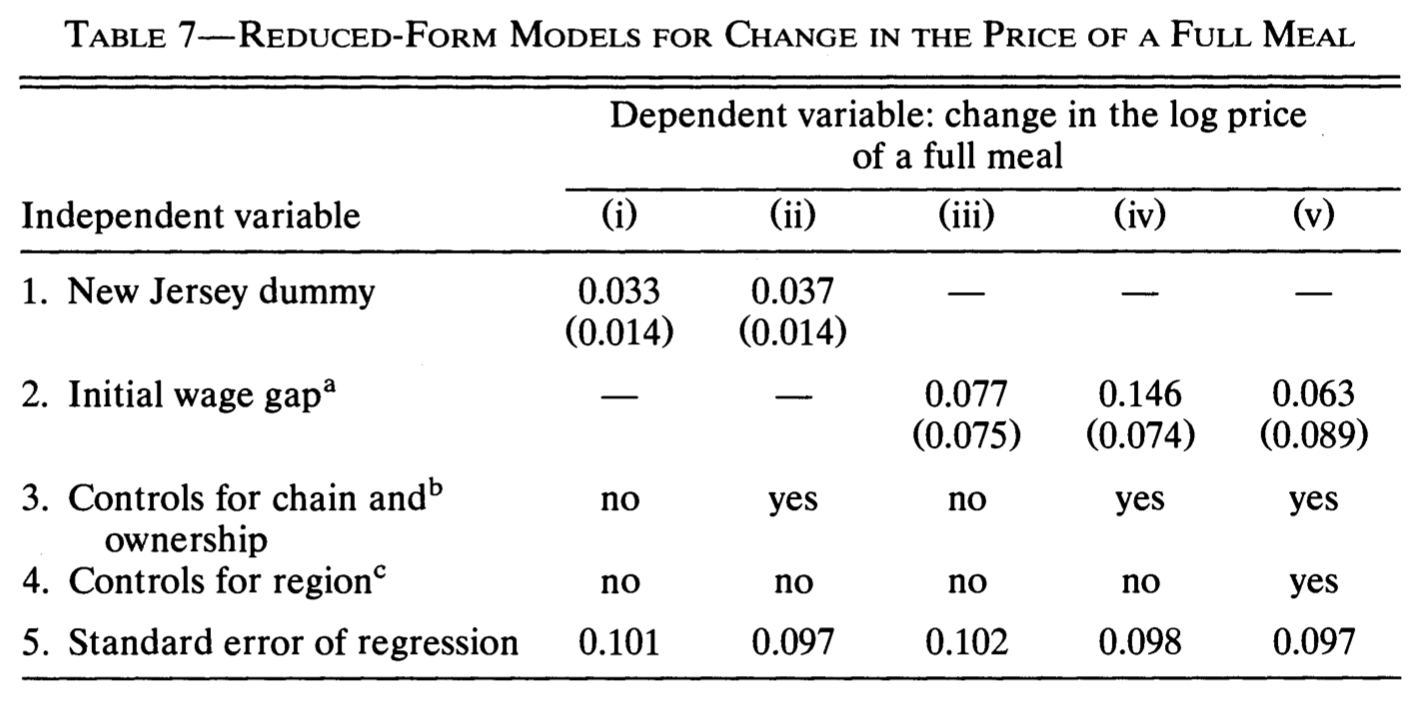 TABLE 7—REDUCED-FORM MODELS FOR CHANGE IN THE PRICE OF A FULL MEAL
Dependent variable: change in the log price
of a full meal
Independent variable (i) (ii) (iii) (iv) (v)
1. New Jersey dummy 0.033 0.037 — — —
(0.014) (0.014)
2. Initial wage gapᵃ — — 0.077 0.146 0.063
(0.075) (0.074) (0.089)
3. Controls for chain andᵇ no yes no yes yes
ownership
4. Controls for regionᶜ no no no no yes
5. Standard error of regression 0.101 0.097 0.102 0.098 0.097